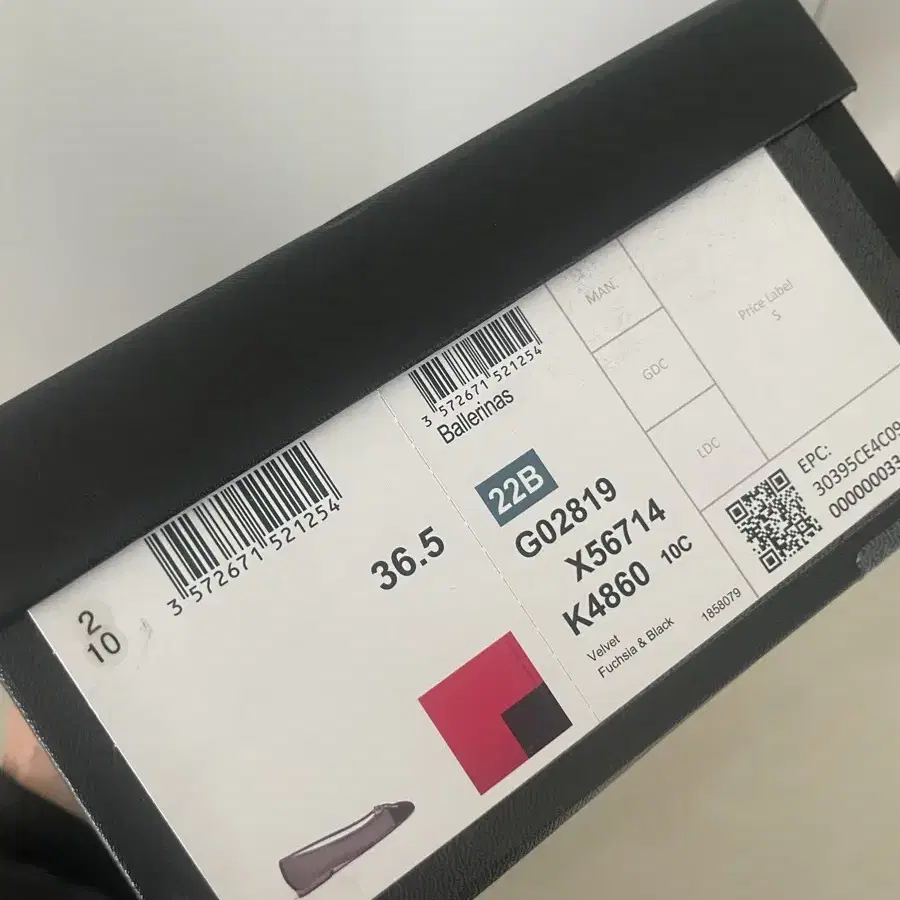 2
10
3 572671 521254
36.5
3 572671 521254
Ballerinas
22B
G02819
X56714
K4860 10C
Velvet
Fuchsia & Black 1858079
MAN.
GDC
LDC
Price Label
S
EPC:
30395CE4C09
000000033